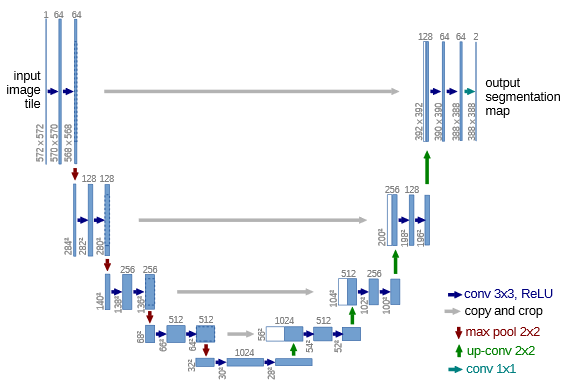 1 64 64
128 64 64 2
input
image
tile
output
segmentation
map
572 x 572
570 x 570
568 x 568
392 x 392
390 x 390
388 x 388
388 x 388
128 128
256 128
284²
282²
280²
200²
198²
196²
256 256
512 256
140²
138²
136²
104²
102²
100²
512 512
1024 512
68²
66²
64²
56²
54²
52²
1024
32²
30²
28²
conv 3x3, ReLU
copy and crop
max pool 2x2
up-conv 2x2
conv 1x1